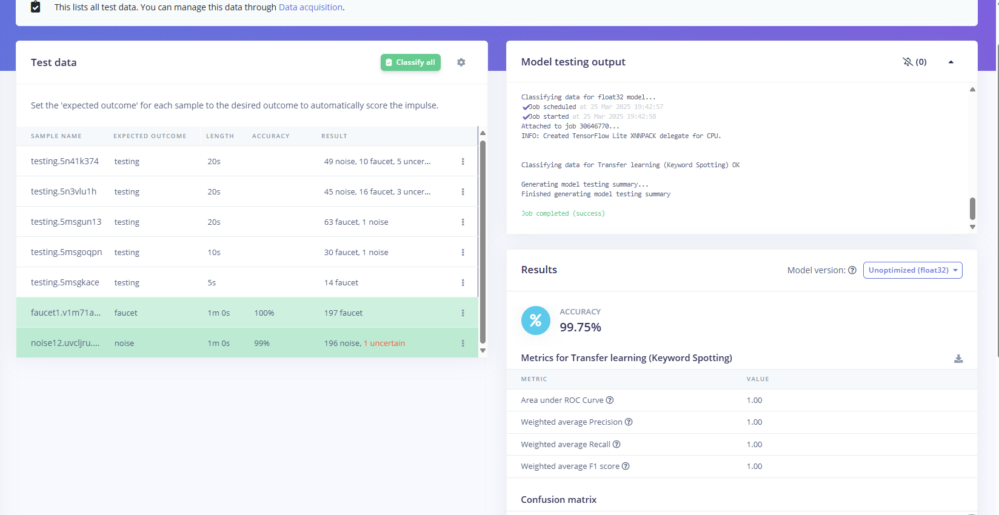 This lists all test data. You can manage this data through Data acquisition.
Test data
Classify all
Set the 'expected outcome' for each sample to the desired outcome to automatically score the impulse.
SAMPLE NAME EXPECTED OUTCOME LENGTH ACCURACY RESULT
testing.5n41k374 testing 20s 49 noise, 10 faucet, 5 uncer...
testing.5n3vlu1h testing 20s 45 noise, 16 faucet, 3 uncer...
testing.5msgun13 testing 20s 63 faucet, 1 noise
testing.5msgoqpn testing 10s 30 faucet, 1 noise
testing.5msgkace testing 5s 14 faucet
faucet1.v1m71a... faucet 1m 0s 100% 197 faucet
noise12.uvcljru.... noise 1m 0s 99% 196 noise, 1 uncertain
Model testing output
(0)
Classifying data for float32 model...
Job scheduled at 25 Mar 2025 19:42:57
Job started at 25 Mar 2025 19:42:58
Attached to job 30646770...
INFO: Created TensorFlow Lite XNNPACK delegate for CPU.
Classifying data for Transfer learning (Keyword Spotting) OK
Generating model testing summary...
Finished generating model testing summary
Job completed (success)
Results
Model version: Unoptimized (float32)
%
ACCURACY
99.75%
Metrics for Transfer learning (Keyword Spotting)
METRIC VALUE
Area under ROC Curve 1.00
Weighted average Precision 1.00
Weighted average Recall 1.00
Weighted average F1 score 1.00
Confusion matrix